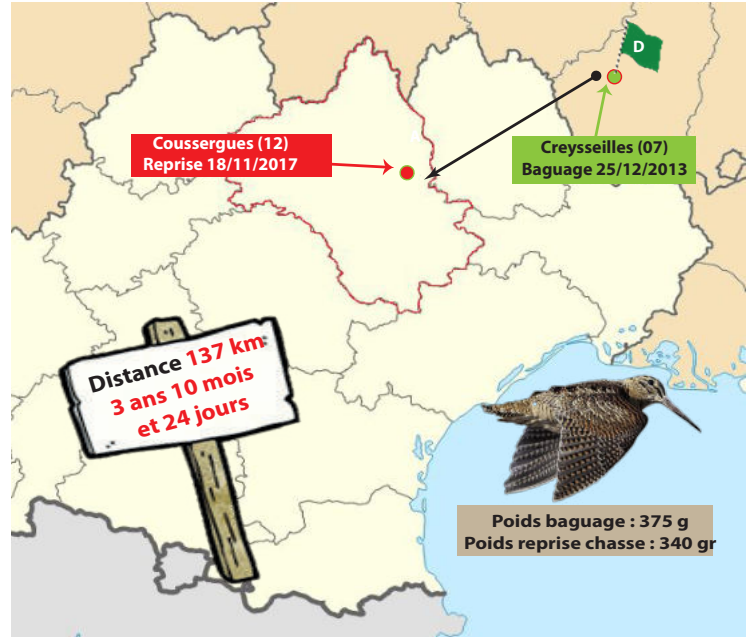 D
Coussergues (12)
Reprise 18/11/2017
Creysseilles (07)
Baguage 25/12/2013
Distance 137 km
3 ans 10 mois
et 24 jours
Poids baguage : 375 g
Poids reprise chasse : 340 gr